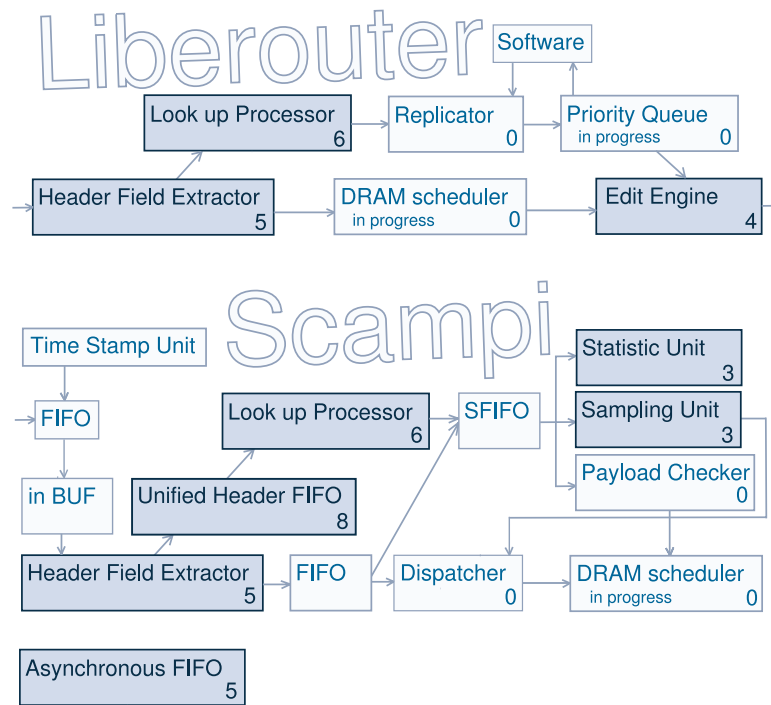 Liberouter
Software
Look up Processor
6
Replicator
0
Priority Queue
in progress
0
Header Field Extractor
5
DRAM scheduler
in progress
0
Edit Engine
4
Scampi
Time Stamp Unit
FIFO
in BUF
Look up Processor
6
Unified Header FIFO
8
Header Field Extractor
5
FIFO
SFIFO
Statistic Unit
3
Sampling Unit
3
Payload Checker
0
Dispatcher
0
DRAM scheduler
in progress
0
Asynchronous FIFO
5